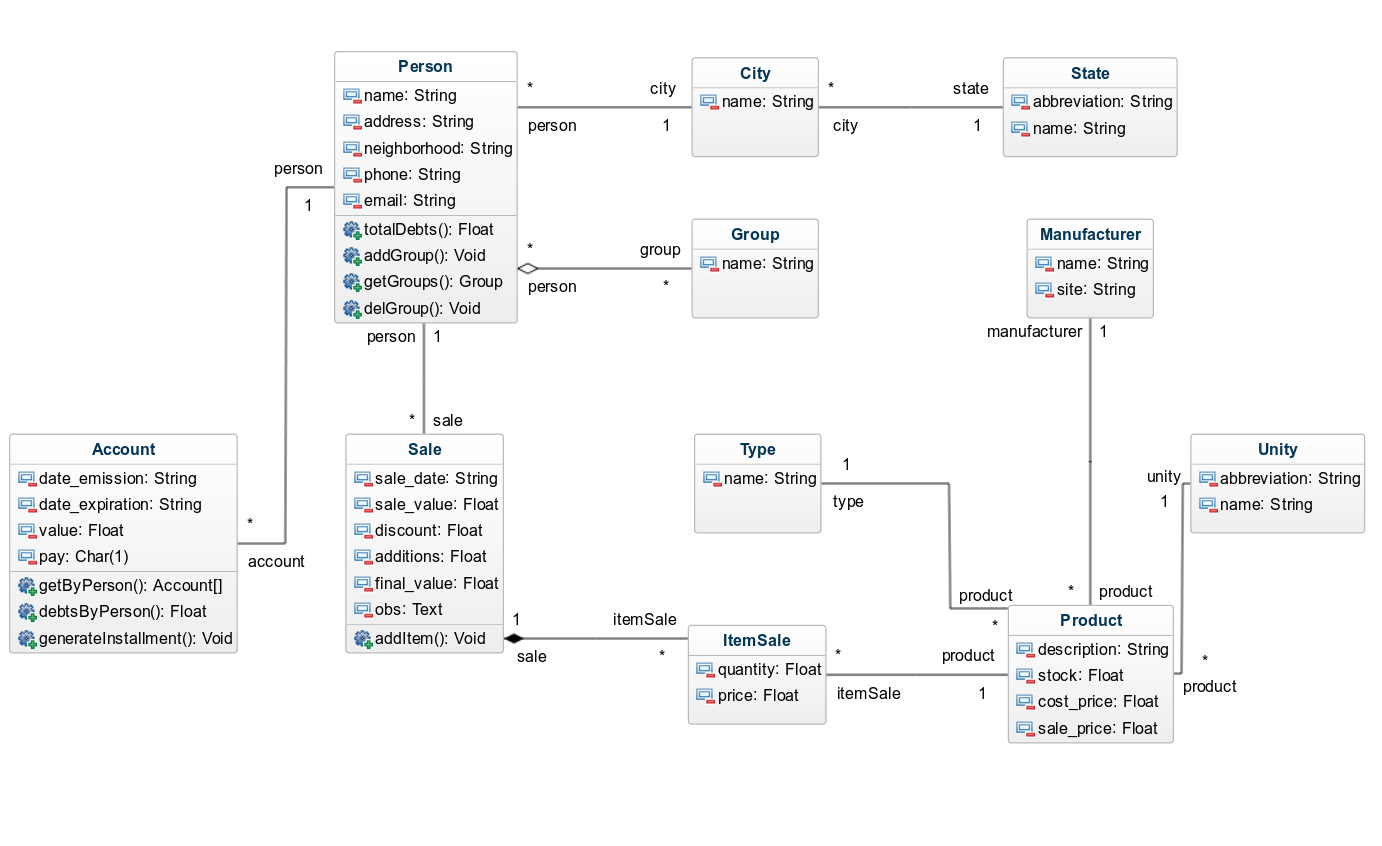 Person
name: String
address: String
neighborhood: String
phone: String
email: String
totalDebts(): Float
addGroup(): Void
getGroups(): Group
delGroup(): Void
*
person
city
1
City
name: String
*
city
state
1
State
abbreviation: String
name: String
person
1
*
person
group
*
Group
name: String
Manufacturer
name: String
site: String
manufacturer
1
person
1
*
sale
Account
date_emission: String
date_expiration: String
value: Float
pay: Char(1)
getByPerson(): Account[]
debtsByPerson(): Float
generateInstallment(): Void
*
account
Sale
sale_date: String
sale_value: Float
discount: Float
additions: Float
final_value: Float
obs: Text
addItem(): Void
1
sale
itemSale
*
Type
name: String
1
type
product
*
*
product
Unity
abbreviation: String
name: String
unity
1
*
product
ItemSale
quantity: Float
price: Float
*
itemSale
product
1
Product
description: String
stock: Float
cost_price: Float
sale_price: Float